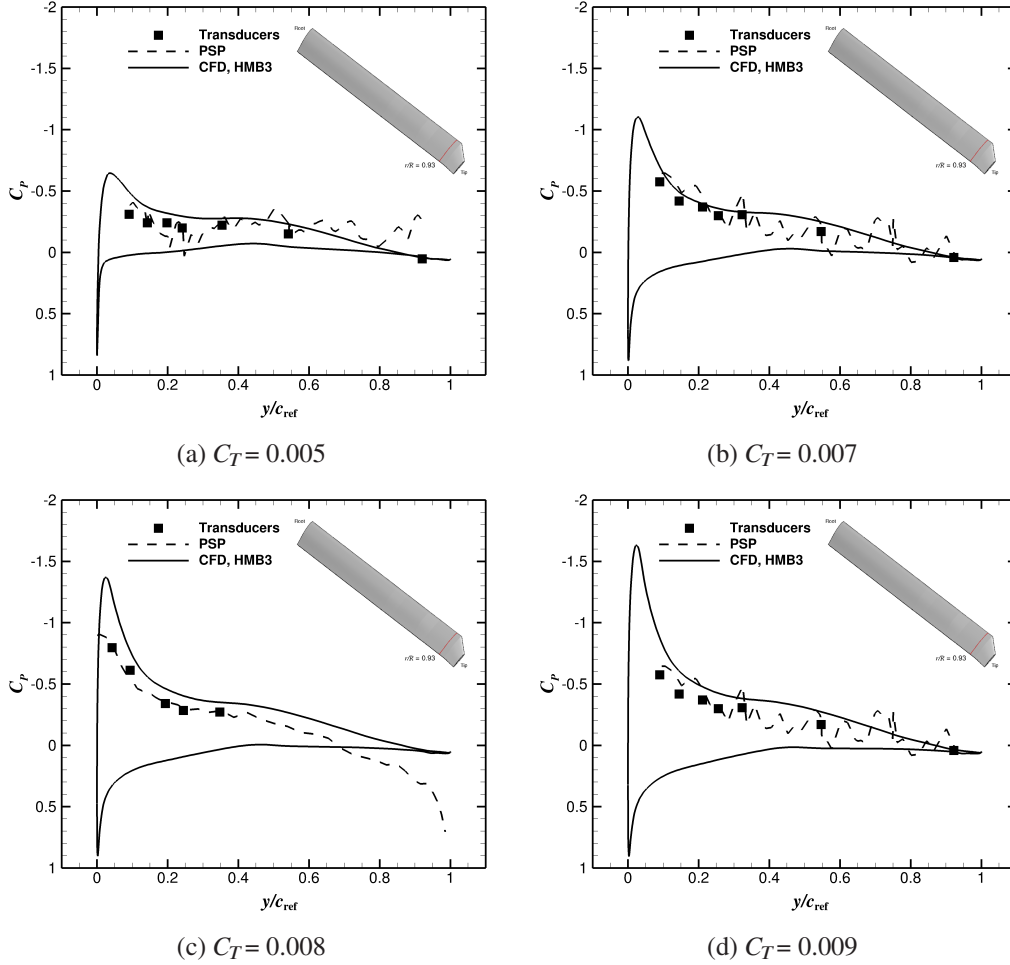 -2
-1.5
-1
-0.5
0
0.5
1
C_P
0 0.2 0.4 0.6 0.8 1
y/c_ref
Transducers
PSP
CFD, HMB3
Root
r/R = 0.93
Tip
(a) C_T = 0.005
-2
-1.5
-1
-0.5
0
0.5
1
C_P
0 0.2 0.4 0.6 0.8 1
y/c_ref
Transducers
PSP
CFD, HMB3
Root
r/R = 0.93
Tip
(b) C_T = 0.007
-2
-1.5
-1
-0.5
0
0.5
1
C_P
0 0.2 0.4 0.6 0.8 1
y/c_ref
Transducers
PSP
CFD, HMB3
Root
r/R = 0.93
Tip
(c) C_T = 0.008
-2
-1.5
-1
-0.5
0
0.5
1
C_P
0 0.2 0.4 0.6 0.8 1
y/c_ref
Transducers
PSP
CFD, HMB3
Root
r/R = 0.93
Tip
(d) C_T = 0.009